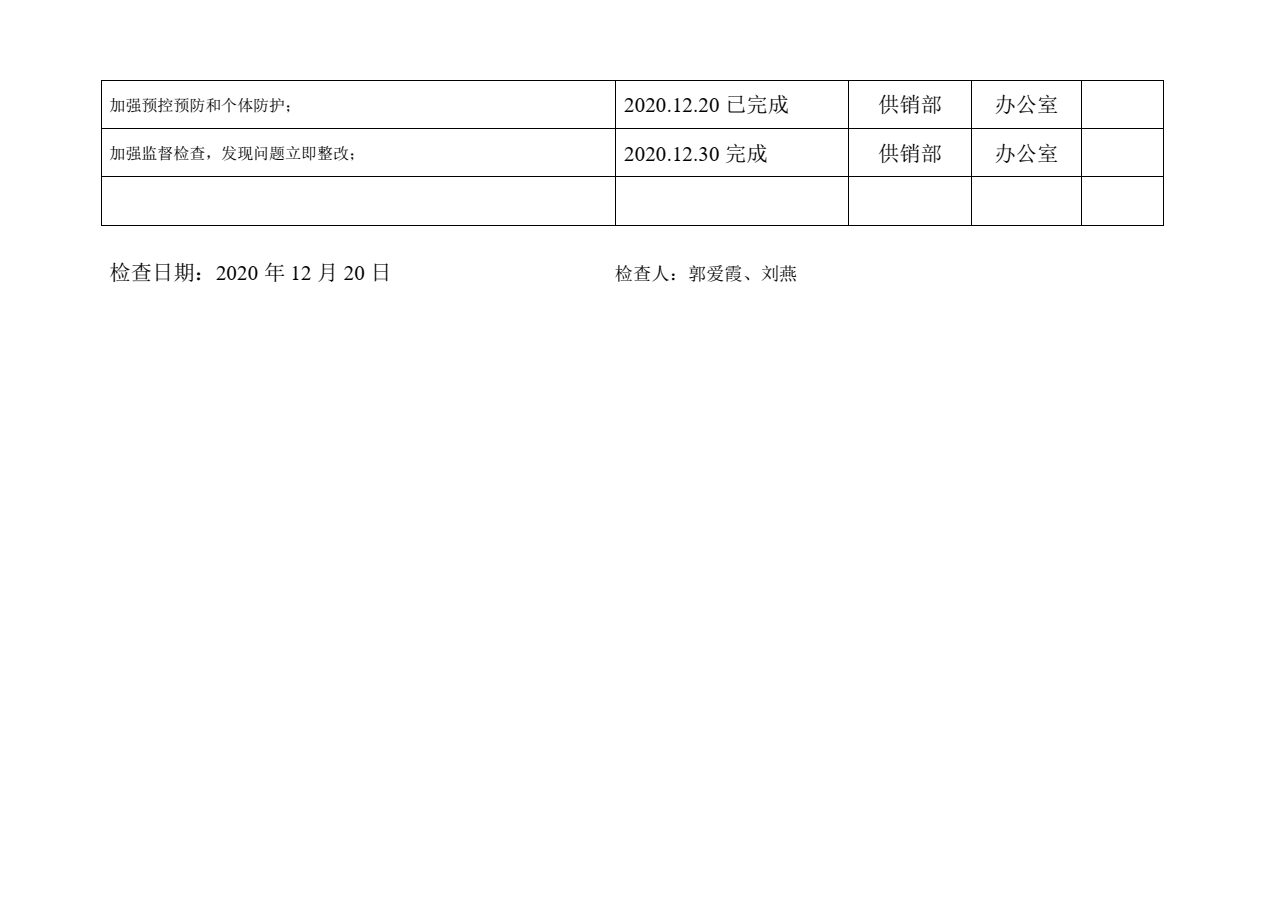 加强预控预防和个体防护； 2020.12.20 已完成 供销部 办公室
加强监督检查，发现问题立即整改； 2020.12.30 完成 供销部 办公室
检查日期：2020 年 12 月 20 日 检查人：郭爱霞、刘燕